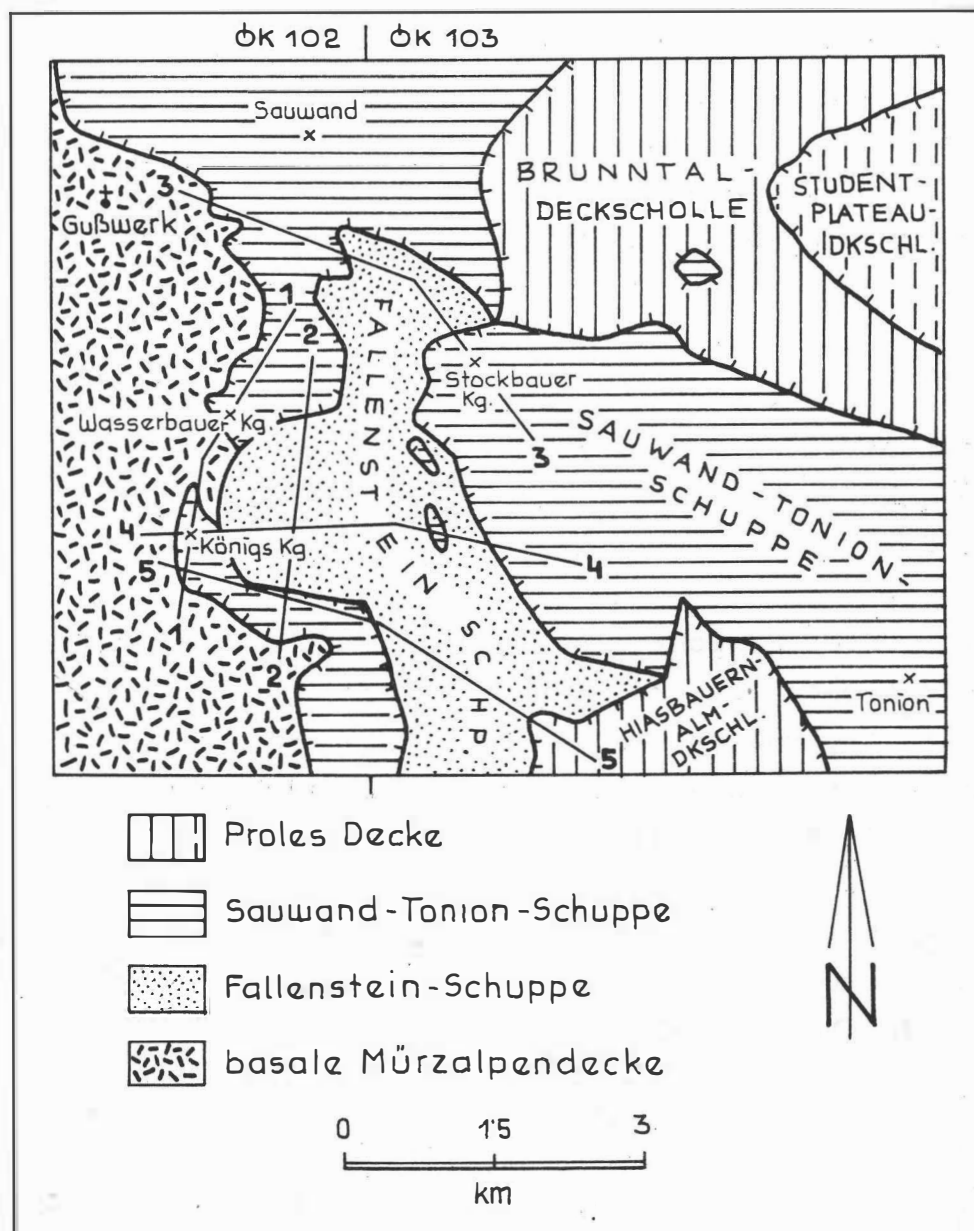 ÖK 102 | ÖK 103
Sauwand
3
BRUNNTAL-
DECKSCHOLLE
STUDENT-
PLATEAU-
DKSCHL.
Gußwerk
1
2
FALLENSTEIN SCHP.
Stockbauer
Kg.
Wasserbauer Kg.
3
SAUWAND-TONION-
SCHUPPE
4
Königs Kg.
5
4
1
2
HIASBAUERN-
ALM-
DKSCHL.
Tonion
5
Proles Decke
Sauwand-Tonion-Schuppe
Fallenstein-Schuppe
basale Mürzalpendecke
N
0 1'5 3
km